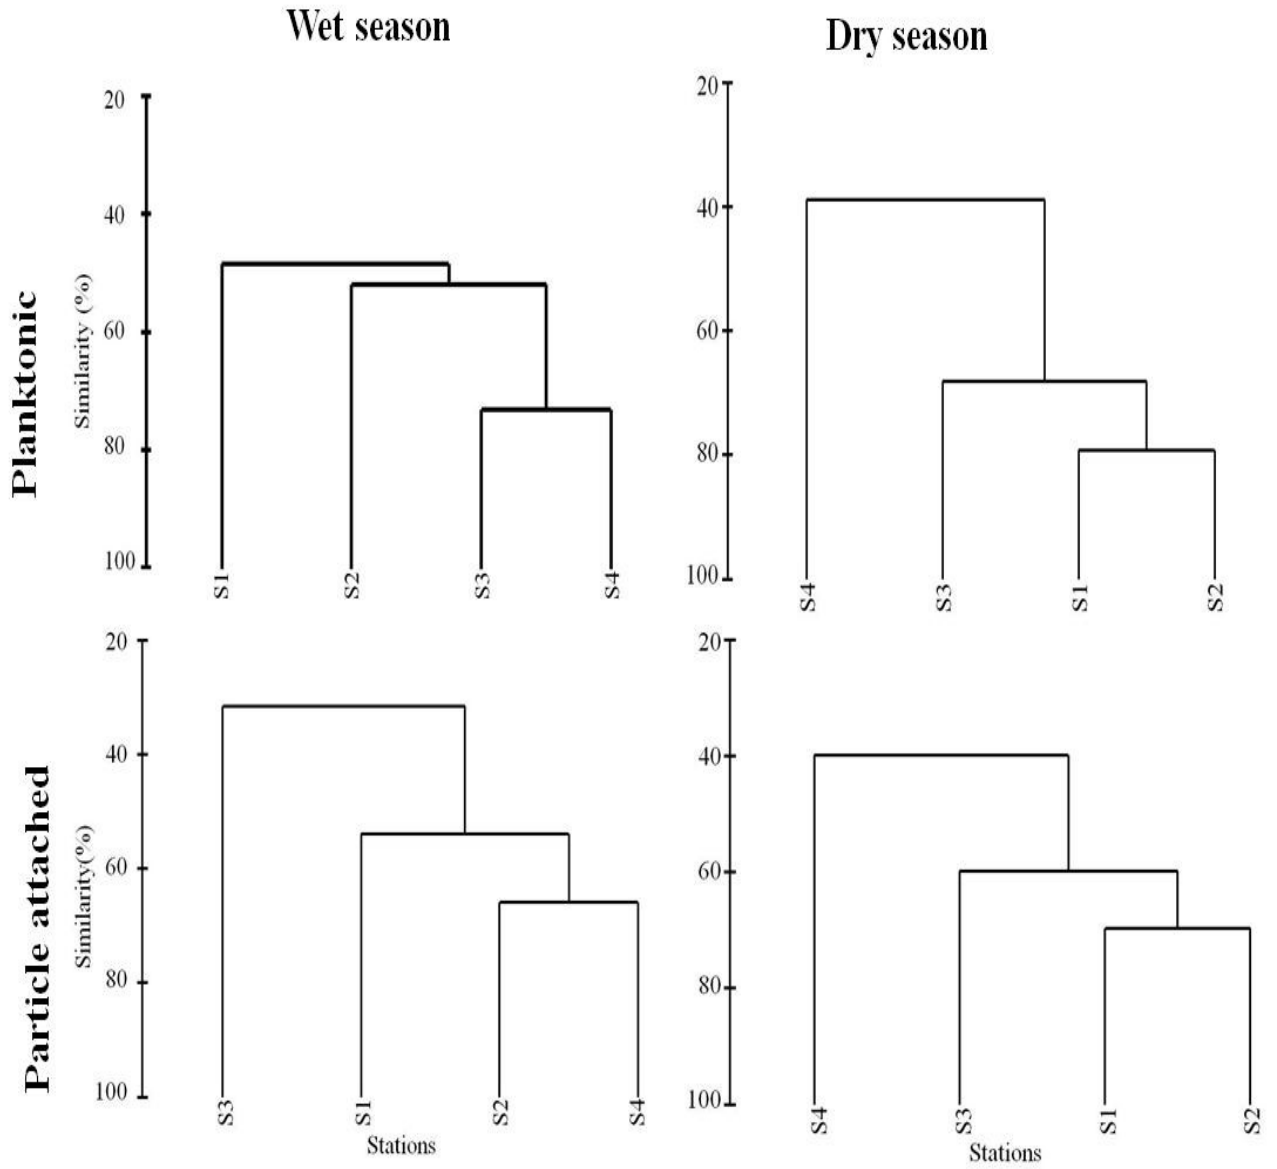 Wet season
Dry season
Planktonic
Similarity (%)
20
40
60
80
100
S1
S2
S3
S4
20
40
60
80
100
S4
S3
S1
S2
Particle attached
Similarity(%)
20
40
60
80
100
S3
S1
S2
S4
Stations
20
40
60
80
100
S4
S3
S1
S2
Stations